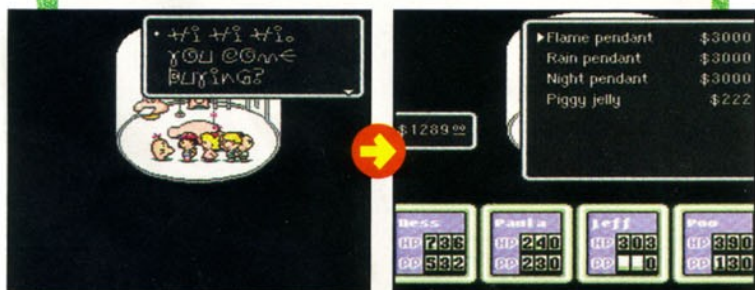 • Hi Hi Hi.
you come
BuyinG?
▶Flame pendant $3000
Rain pendant $3000
Night pendant $3000
Piggy jelly $222
$1289.00
Ness
HP 736
PP 532
Paula
HP 240
PP 230
Jeff
HP 303
PP 0
Poo
HP 390
PP 130